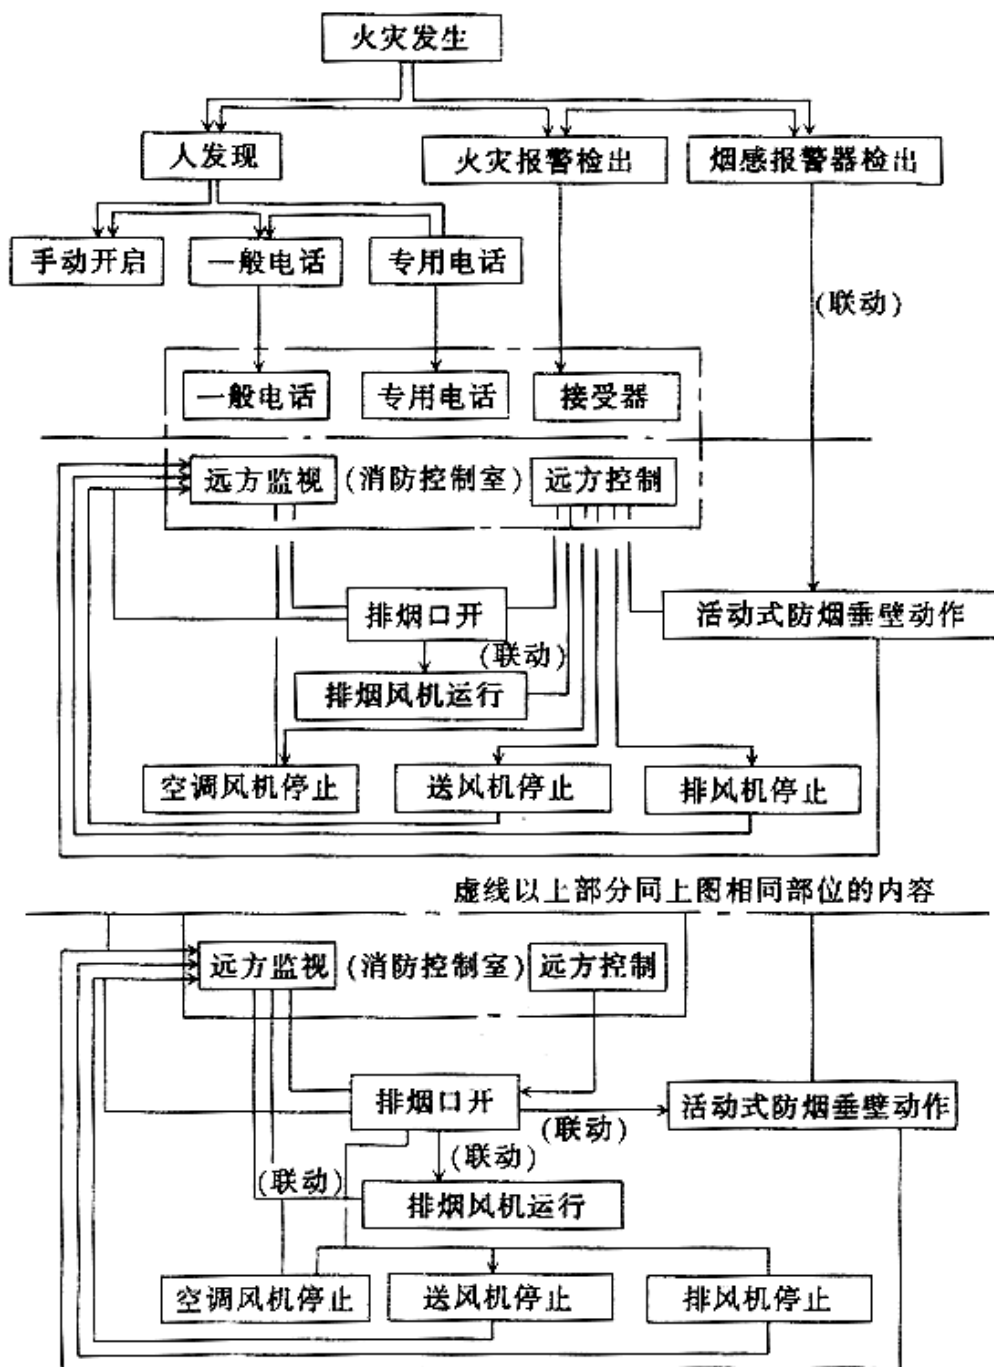 火灾发生
人发现
火灾报警检出
烟感报警器检出
手动开启
一般电话
专用电话
(联动)
一般电话
专用电话
接受器
远方监视
(消防控制室)
远方控制
排烟口开
活动式防烟垂壁动作
(联动)
排烟风机运行
空调风机停止
送风机停止
排风机停止
虚线以上部分同上图相同部位的内容
远方监视
(消防控制室)
远方控制
排烟口开
活动式防烟垂壁动作
(联动)
(联动)
(联动)
排烟风机运行
空调风机停止
送风机停止
排风机停止